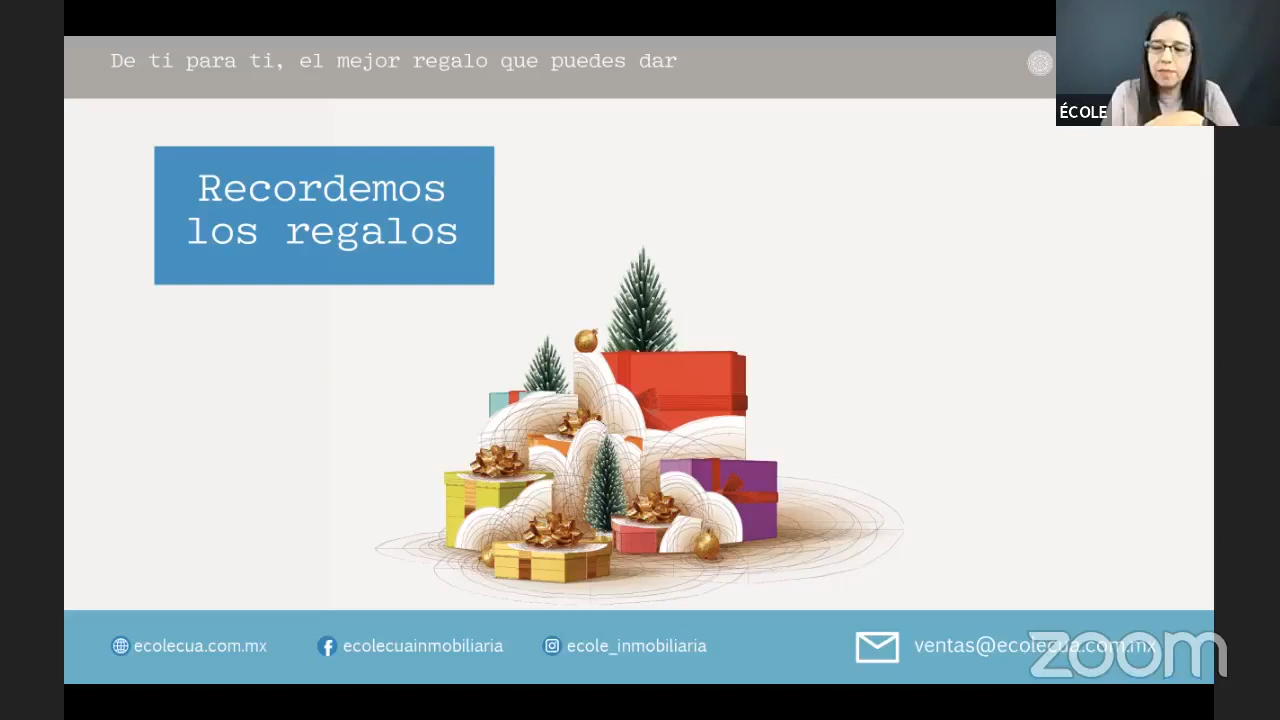 De ti para ti, el mejor regalo que puedes dar
ÉCOLE
Recordemos
los regalos
ecolecua.com.mx
ecolecuainmobiliaria
ecole_inmobiliaria
ventas@ecolecua.com.mx
zoom